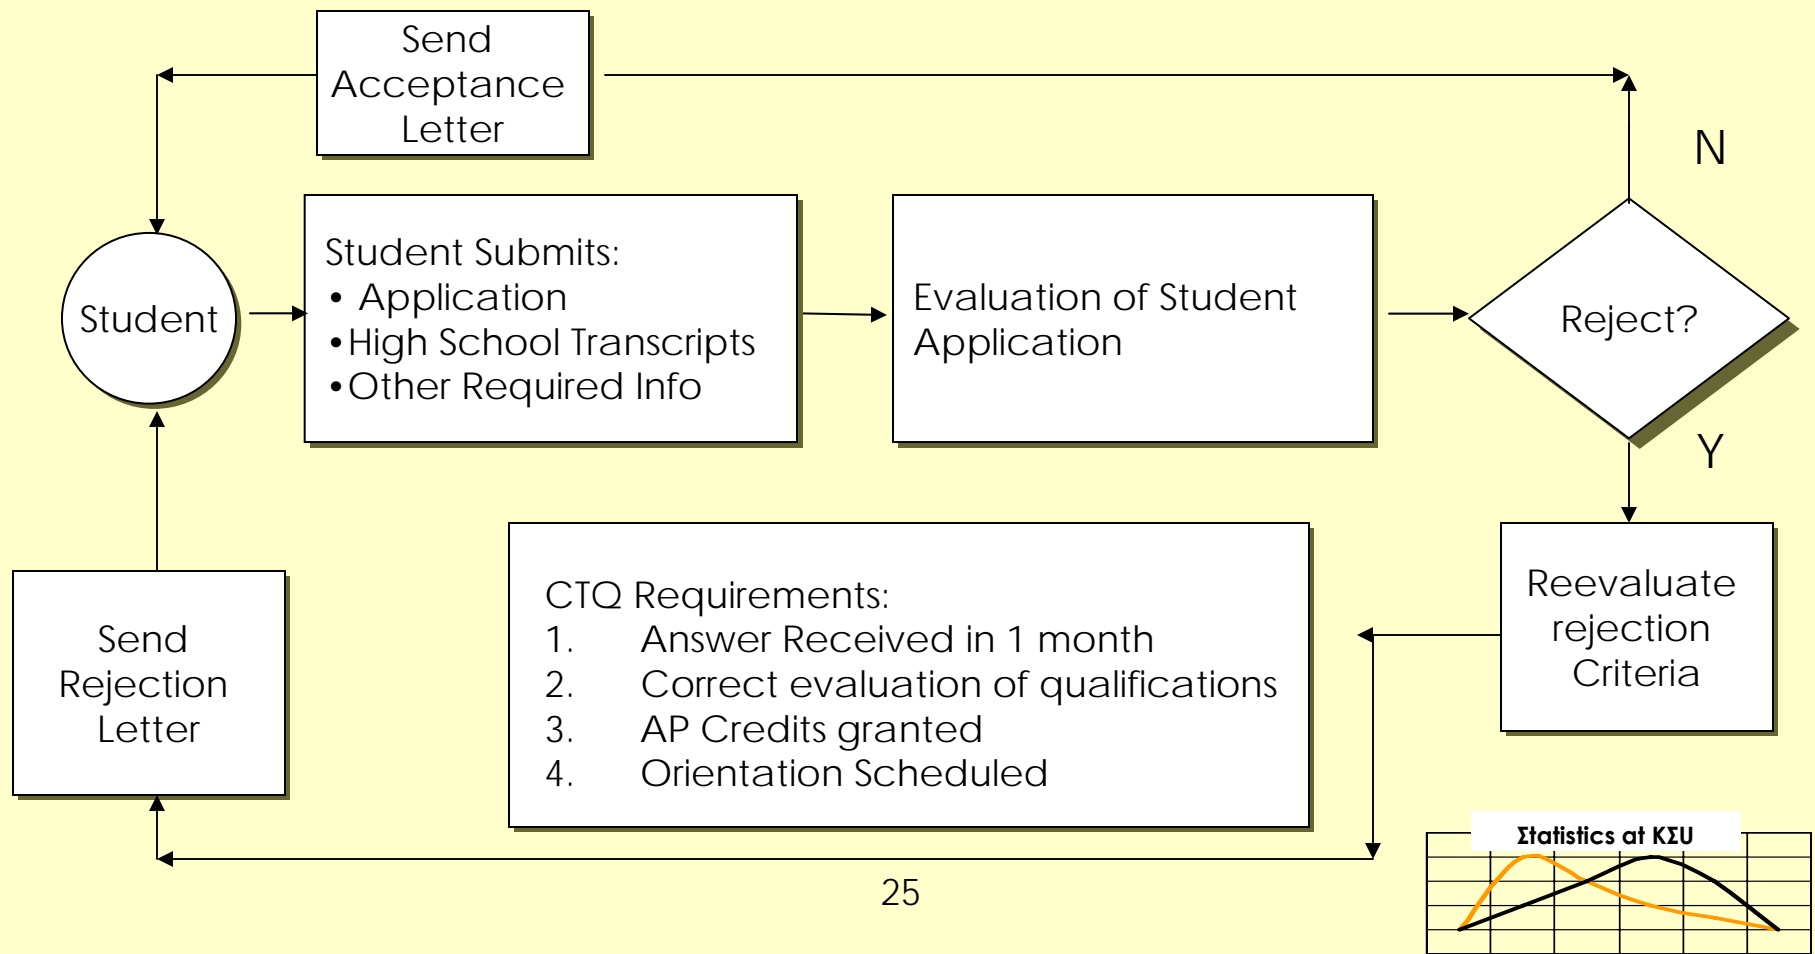 Send
Acceptance
Letter
N
Student
Student Submits:
• Application
•High School Transcripts
•Other Required Info
Evaluation of Student
Application
Reject?
Y
Send
Rejection
Letter
CTQ Requirements:
1. Answer Received in 1 month
2. Correct evaluation of qualifications
3. AP Credits granted
4. Orientation Scheduled
Reevaluate
rejection
Criteria
25
Σtatistics at KΣU